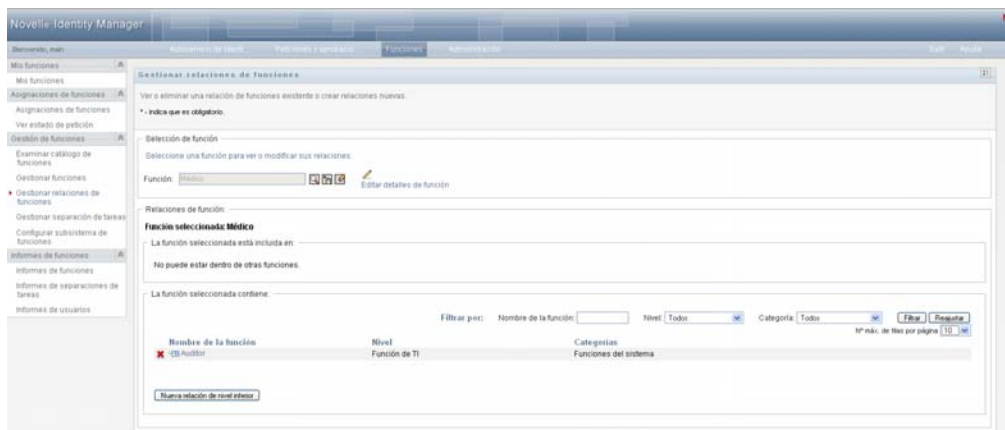 Novell® Identity Manager
Bienvenido, main
Autoservicio de identi...
Peticiones y aprobacio...
Funciones
Administración
Salir
Ayuda
Mis funciones
Mis funciones
Asignaciones de funciones
Asignaciones de funciones
Ver estado de petición
Gestión de funciones
Examinar catálogo de
funciones
Gestionar funciones
Gestionar relaciones de
funciones
Gestionar separación de tareas
Configurar subsistema de
funciones
Informes de funciones
Informes de funciones
Informes de separaciones de
tareas
Informes de usuarios
Gestionar relaciones de funciones
Ver o eliminar una relación de funciones existente o crear relaciones nuevas.
* - indica que es obligatorio.
Selección de función
Seleccione una función para ver o modificar sus relaciones.
Función: Médico
Editar detalles de función
Relaciones de función:
Función seleccionada: Médico
La función seleccionada está incluida en:
No puede estar dentro de otras funciones.
La función seleccionada contiene:
Filtrar por: Nombre de la función: Nivel: Todos Categoría: Todos Filtrar Reajustar
Nº máx. de filas por página 10
Nombre de la función Nivel Categorías
Auditor Función de TI Funciones del sistema
Nueva relación de nivel inferior